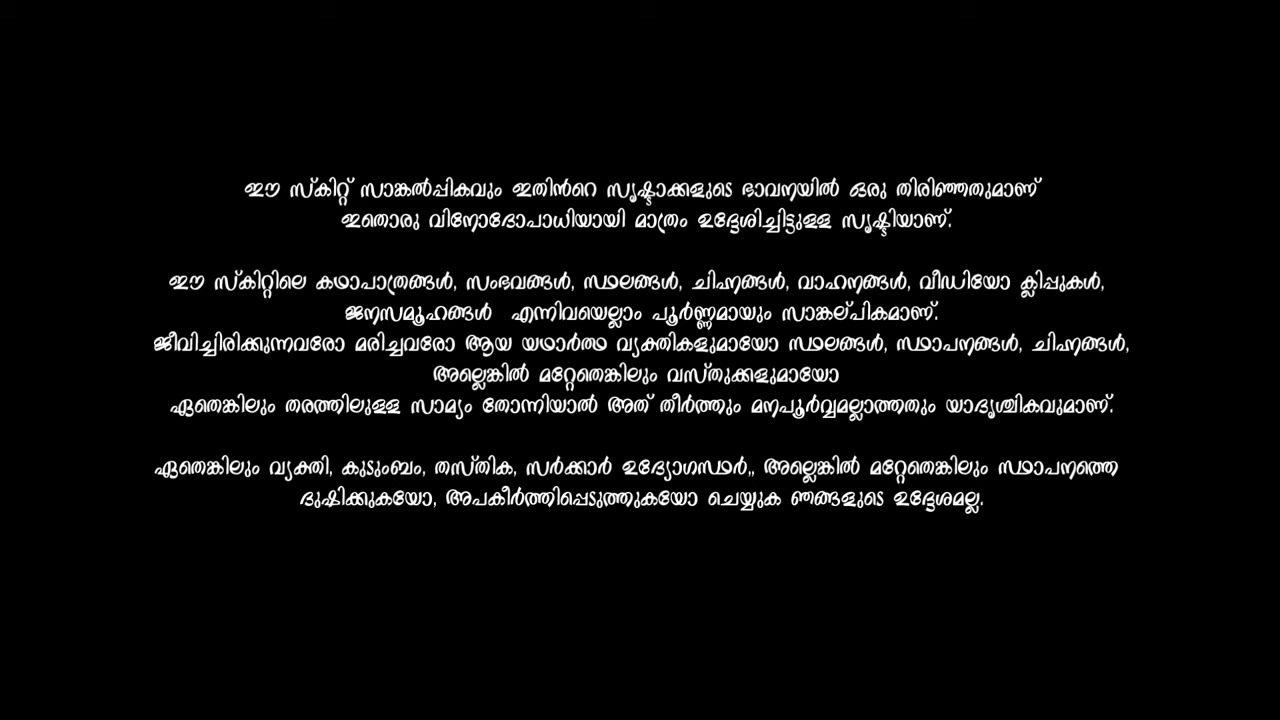 ഈ സ്കിറ്റ് സാങ്കൽപ്പികവും ഇതിൻറെ സൃഷ്ടാക്കളുടെ ഭാവനയിൽ ഒരു തിരിഞ്ഞതുമാണ്
ഇതൊരു വിനോദോപാധിയായി മാത്രം ഉദ്ദേശിച്ചിട്ടുള്ള സൃഷ്ടിയാണ്.
ഈ സ്കിറ്റിലെ കഥാപാത്രങ്ങൾ, സംഭവങ്ങൾ, സ്ഥലങ്ങൾ, ചിഹ്നങ്ങൾ, വാഹനങ്ങൾ, വീഡിയോ ക്ലിപ്പുകൾ,
ജനസമൂഹങ്ങൾ എന്നിവയെല്ലാം പൂർണ്ണമായും സാങ്കല്പികമാണ്.
ജീവിച്ചിരിക്കുന്നവരോ മരിച്ചവരോ ആയ യഥാർത്ഥ വ്യക്തികളുമായോ സ്ഥലങ്ങൾ, സ്ഥാപനങ്ങൾ, ചിഹ്നങ്ങൾ,
അല്ലെങ്കിൽ മറ്റേതെങ്കിലും വസ്തുക്കളുമായോ
ഏതെങ്കിലും തരത്തിലുള്ള സാമ്യം തോന്നിയാൽ അത് തീർത്തും മനപൂർവ്വമല്ലാത്തതും യാദൃശ്ചികവുമാണ്.
ഏതെങ്കിലും വ്യക്തി, കുടുംബം, തസ്തിക, സർക്കാർ ഉദ്യോഗസ്ഥർ,, അല്ലെങ്കിൽ മറ്റേതെങ്കിലും സ്ഥാപനത്തെ
ദുഷിക്കുകയോ, അപകീർത്തിപ്പെടുത്തുകയോ ചെയ്യുക ഞങ്ങളുടെ ഉദ്ദേശമല്ല.